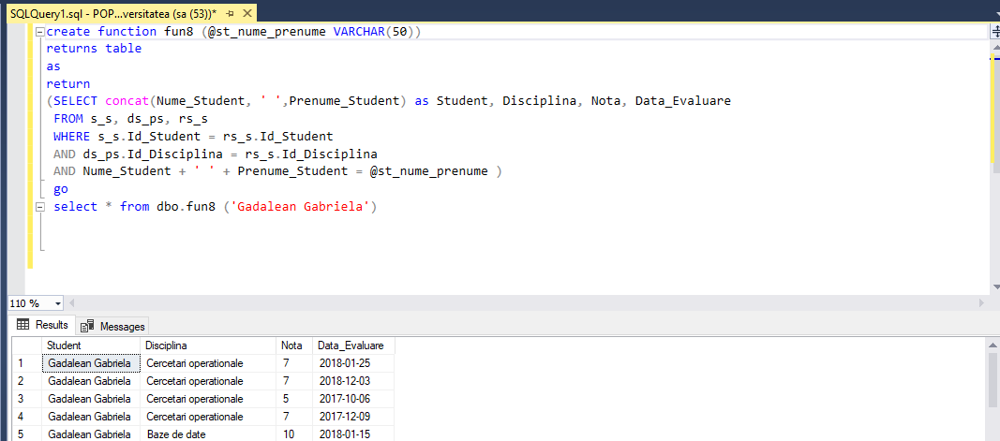 SQLQuery1.sql - POP...versitatea (sa (53))*
create function fun8 (@st_nume_prenume VARCHAR(50))
returns table
as
return
(SELECT concat(Nume_Student, ' ',Prenume_Student) as Student, Disciplina, Nota, Data_Evaluare
FROM s_s, ds_ps, rs_s
WHERE s_s.Id_Student = rs_s.Id_Student
AND ds_ps.Id_Disciplina = rs_s.Id_Disciplina
AND Nume_Student + ' ' + Prenume_Student = @st_nume_prenume )
go
select * from dbo.fun8 ('Gadalean Gabriela')
110 %
Results Messages
Student Disciplina Nota Data_Evaluare
1 Gadalean Gabriela Cercetari operationale 7 2018-01-25
2 Gadalean Gabriela Cercetari operationale 7 2018-12-03
3 Gadalean Gabriela Cercetari operationale 5 2017-10-06
4 Gadalean Gabriela Cercetari operationale 7 2017-12-09
5 Gadalean Gabriela Baze de date 10 2018-01-15